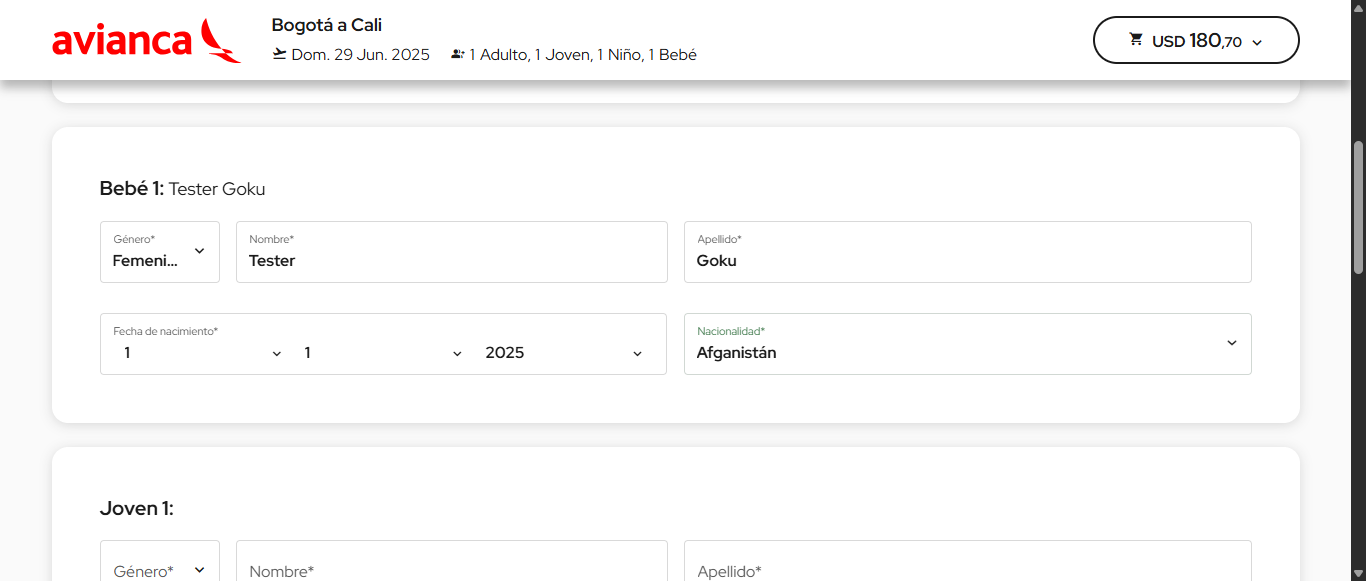 avianca
Bogotá a Cali
Dom. 29 Jun. 2025 1 Adulto, 1 Joven, 1 Niño, 1 Bebé
USD 180,70
Bebé 1: Tester Goku
Género* Nombre* Apellido*
Femeni... Tester Goku
Fecha de nacimiento* Nacionalidad*
1 1 2025 Afganistán
Joven 1:
Género* Nombre* Apellido*